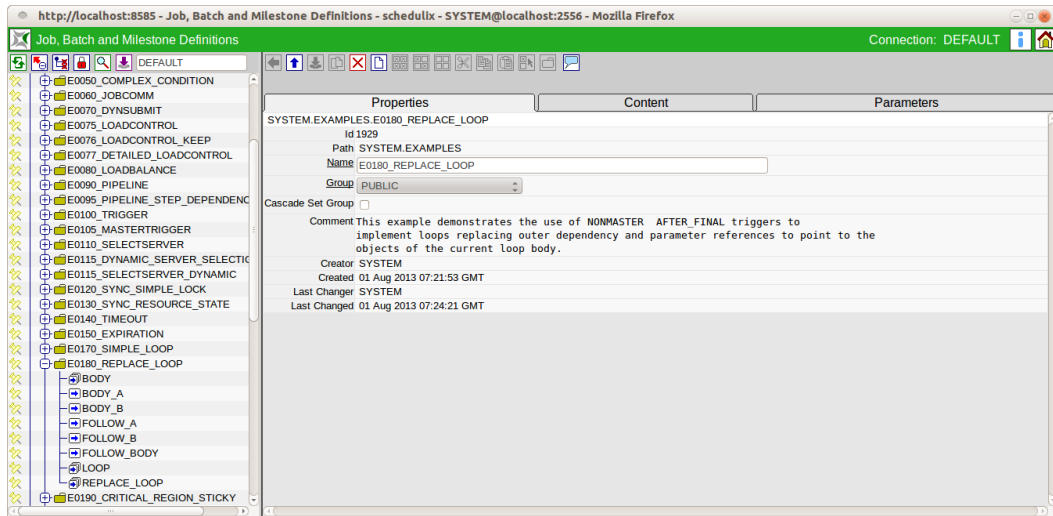 http://localhost:8585 - Job, Batch and Milestone Definitions - schedulix - SYSTEM@localhost:2556 - Mozilla Firefox
Job, Batch and Milestone Definitions
Connection: DEFAULT
DEFAULT
E0050_COMPLEX_CONDITION
E0060_JOBCOMM
E0070_DYNSUBMIT
E0075_LOADCONTROL
E0076_LOADCONTROL_KEEP
E0077_DETAILED_LOADCONTROL
E0080_LOADBALANCE
E0090_PIPELINE
E0095_PIPELINE_STEP_DEPENDENC
E0100_TRIGGER
E0105_MASTERTRIGGER
E0110_SELECTSERVER
E0115_DYNAMIC_SERVER_SELECTIO
E0115_SELECTSERVER_DYNAMIC
E0120_SYNC_SIMPLE_LOCK
E0130_SYNC_RESOURCE_STATE
E0140_TIMEOUT
E0150_EXPIRATION
E0170_SIMPLE_LOOP
E0180_REPLACE_LOOP
BODY
BODY_A
BODY_B
FOLLOW_A
FOLLOW_B
FOLLOW_BODY
LOOP
REPLACE_LOOP
E0190_CRITICAL_REGION_STICKY
Properties
Content
Parameters
SYSTEM.EXAMPLES.E0180_REPLACE_LOOP
Id 1929
Path SYSTEM.EXAMPLES
Name E0180_REPLACE_LOOP
Group PUBLIC
Cascade Set Group
Comment This example demonstrates the use of NONMASTER  AFTER_FINAL triggers to
implement loops replacing outer dependency and parameter references to point to the
objects of the current loop body.
Creator SYSTEM
Created 01 Aug 2013 07:21:53 GMT
Last Changer SYSTEM
Last Changed 01 Aug 2013 07:24:21 GMT